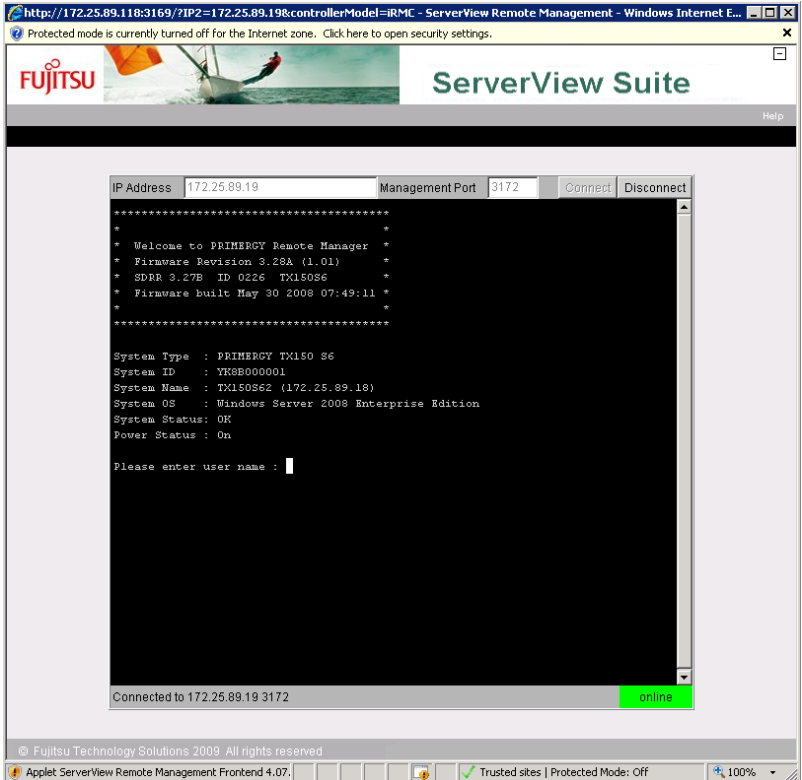 http://172.25.89.118:3169/?IP2=172.25.89.19&controllerModel=iRMC - ServerView Remote Management - Windows Internet E...
Protected mode is currently turned off for the Internet zone.  Click here to open security settings.
FUJITSU
ServerView Suite
Help
IP Address 172.25.89.19 Management Port 3172 Connect Disconnect
****************************************
*                                       *
*  Welcome to PRIMERGY Remote Manager  *
*  Firmware Revision 3.28A (1.01)      *
*  SDRR 3.27B  ID 0226  TX150S6        *
*  Firmware built May 30 2008 07:49:11 *
*                                       *
****************************************
System Type  : PRIMERGY TX150 S6
System ID    : YK8B000001
System Name  : TX150S62 (172.25.89.18)
System OS    : Windows Server 2008 Enterprise Edition
System Status: OK
Power Status : On
Please enter user name :
Connected to 172.25.89.19 3172 online
© Fujitsu Technology Solutions 2009  All rights reserved
Applet ServerView Remote Management Frontend 4.07. Trusted sites | Protected Mode: Off 100%